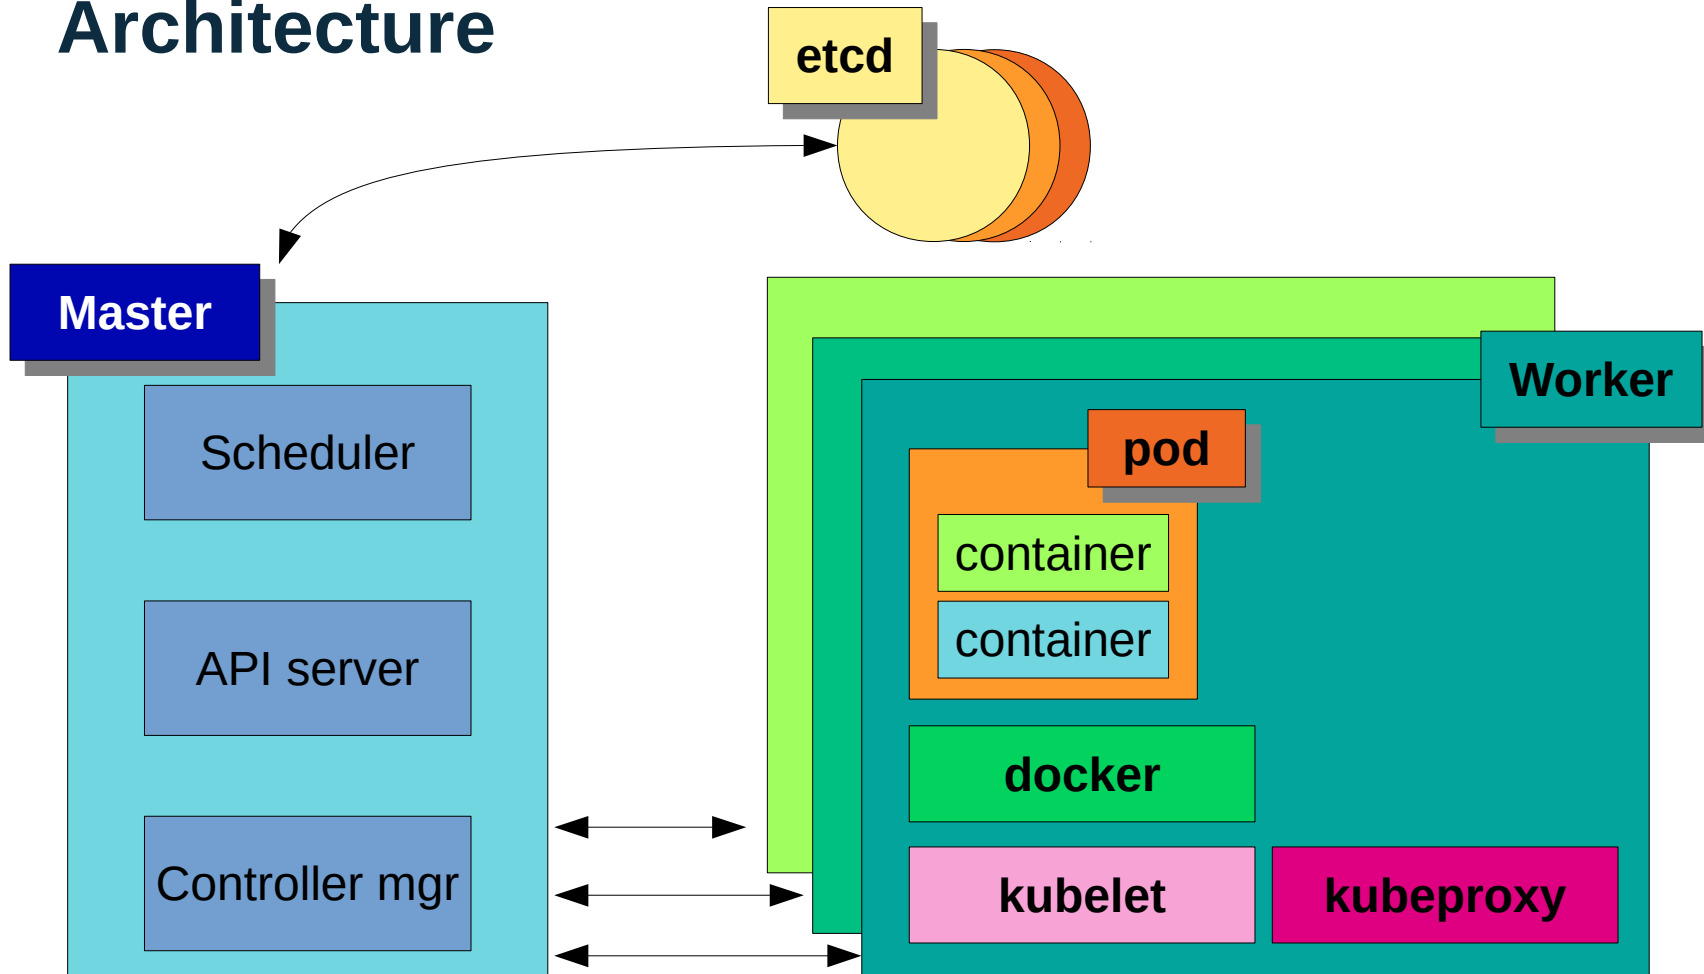 Architecture
etcd
Master
Scheduler
API server
Controller mgr
Worker
pod
container
container
docker
kubelet
kubeproxy